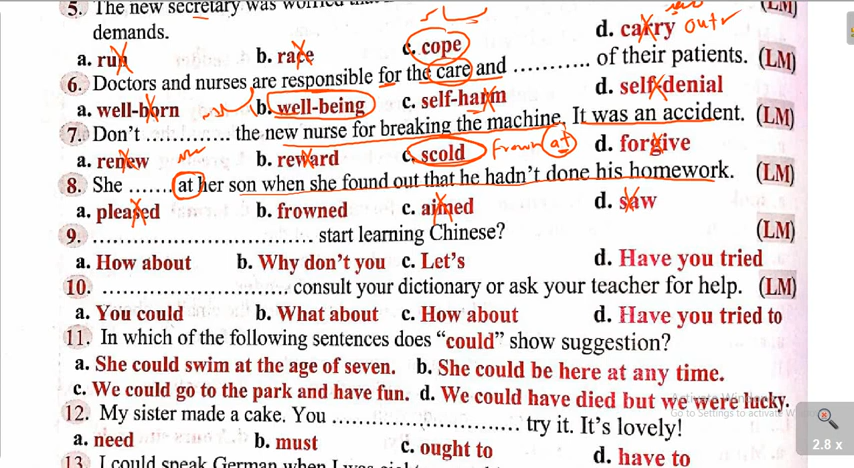 5. The new secretary was worried
(LM)
demands.
a. run b. race c. cope d. carry out
6. Doctors and nurses are responsible for the care and ............ of their patients. (LM)
a. well-born b. well-being c. self-harm d. self-denial
7. Don't ............ the new nurse for breaking the machine. It was an accident. (LM)
a. renew b. reward c. scold frown at d. forgive
8. She ...... at her son when she found out that he hadn't done his homework. (LM)
a. pleased b. frowned c. aimed d. saw
9. .................................. start learning Chinese? (LM)
a. How about b. Why don't you c. Let's d. Have you tried
10. ................................ consult your dictionary or ask your teacher for help. (LM)
a. You could b. What about c. How about d. Have you tried to
11. In which of the following sentences does "could" show suggestion?
a. She could swim at the age of seven. b. She could be here at any time.
c. We could go to the park and have fun. d. We could have died but we were lucky.
Go to Settings to activate W
12. My sister made a cake. You ............................. try it. It's lovely!
a. need b. must c. ought to d. have to
2.8 x
13. I could speak German when I was